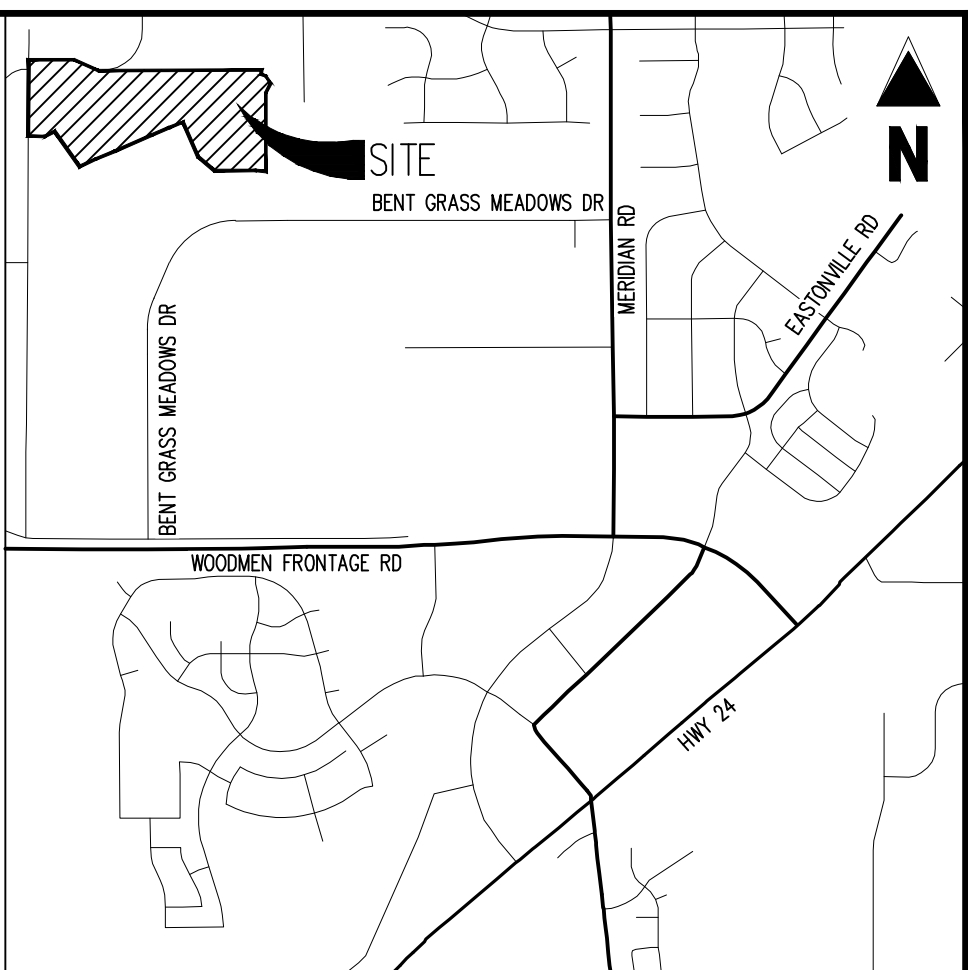 SITE
N
BENT GRASS MEADOWS DR
MERIDIAN RD
EASTONVILLE RD
BENT GRASS MEADOWS DR
WOODMEN FRONTAGE RD
HWY 24